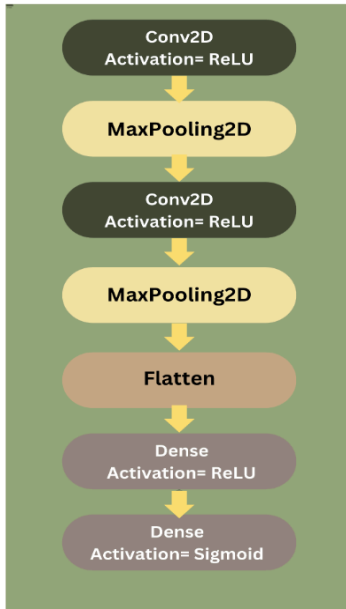 Conv2D
Activation= ReLU
MaxPooling2D
Conv2D
Activation= ReLU
MaxPooling2D
Flatten
Dense
Activation= ReLU
Dense
Activation= Sigmoid